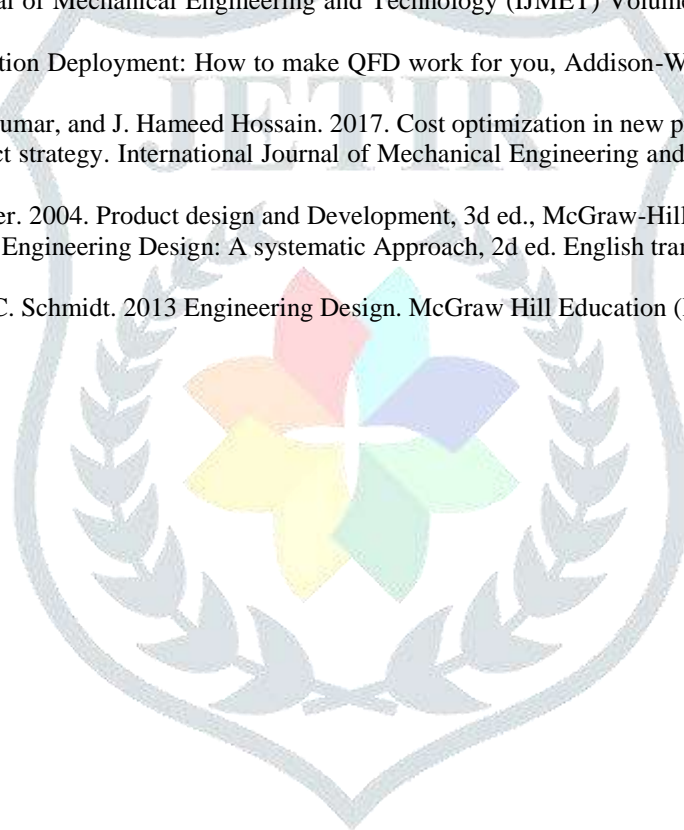 al of Mechanical Engineering and Technology (IJMET) Volume
tion Deployment: How to make QFD work for you, Addison-W
JETIR
umar, and J. Hameed Hossain. 2017. Cost optimization in new p
ct strategy. International Journal of Mechanical Engineering and
er. 2004. Product design and Development, 3d ed., McGraw-Hill
Engineering Design: A systematic Approach, 2d ed. English tran
C. Schmidt. 2013 Engineering Design. McGraw Hill Education (